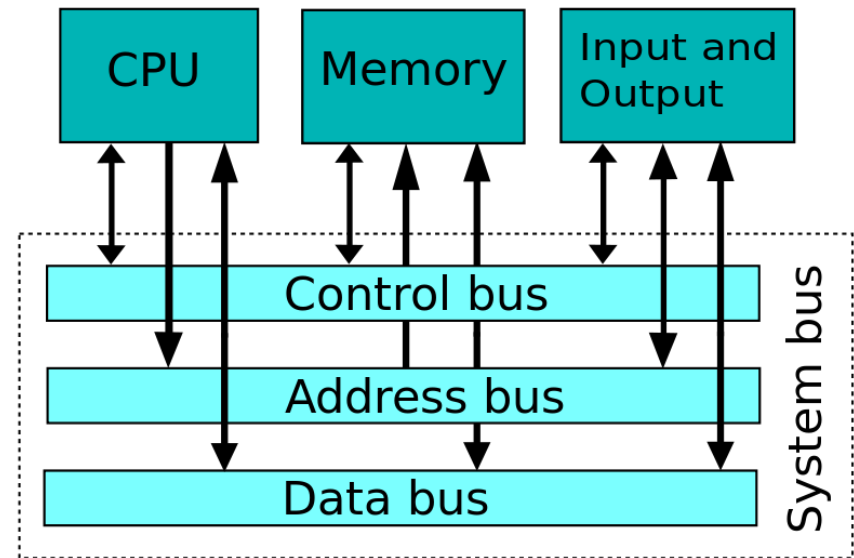 CPU
Memory
Input and
Output
Control bus
Address bus
Data bus
System bus